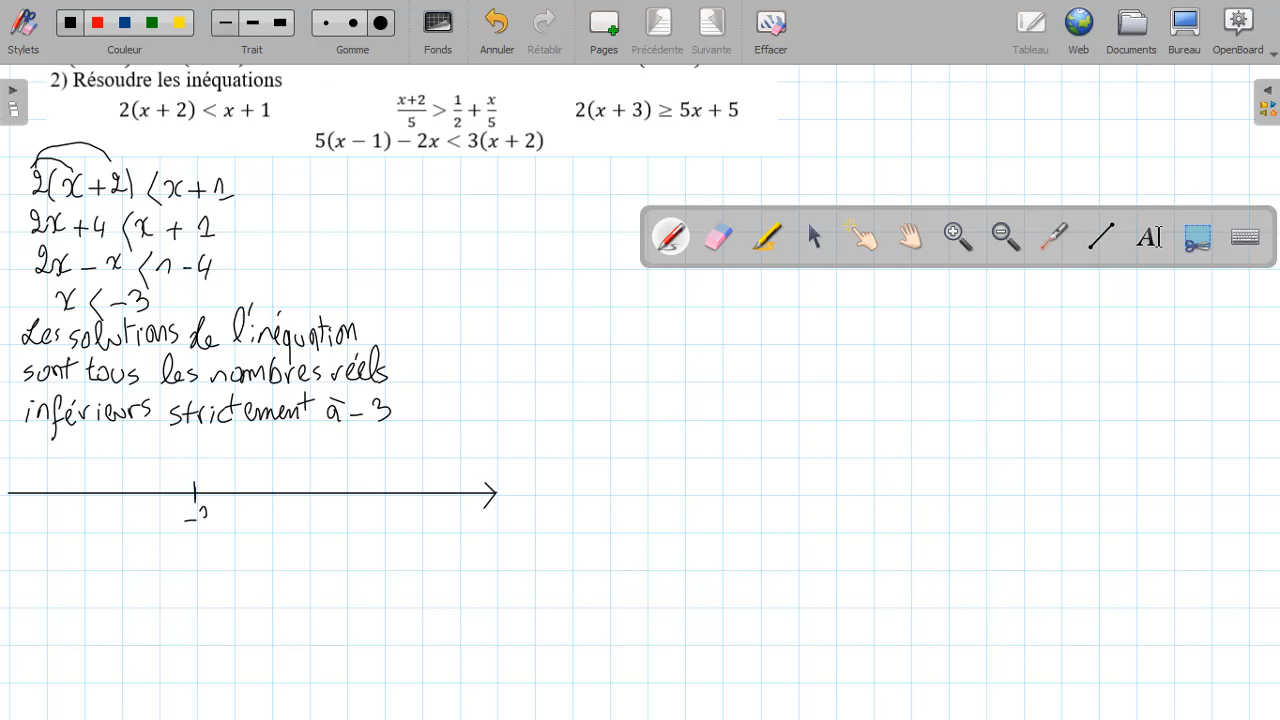 Stylets Couleur Trait Gomme Fonds Annuler Rétablir Pages Précédente Suivante Effacer Tableau Web Documents Bureau OpenBoard
2) Résoudre les inéquations
2(x + 2) < x + 1 (x+2)/5 > 1/2 + x/5 2(x + 3) ≥ 5x + 5
5(x − 1) − 2x < 3(x + 2)
2(x+2) < x+1
2x+4 < x + 1
2x − x < 1 − 4
x < −3
Les solutions de l'inéquation
sont tous les nombres réels
inférieurs strictement à −3